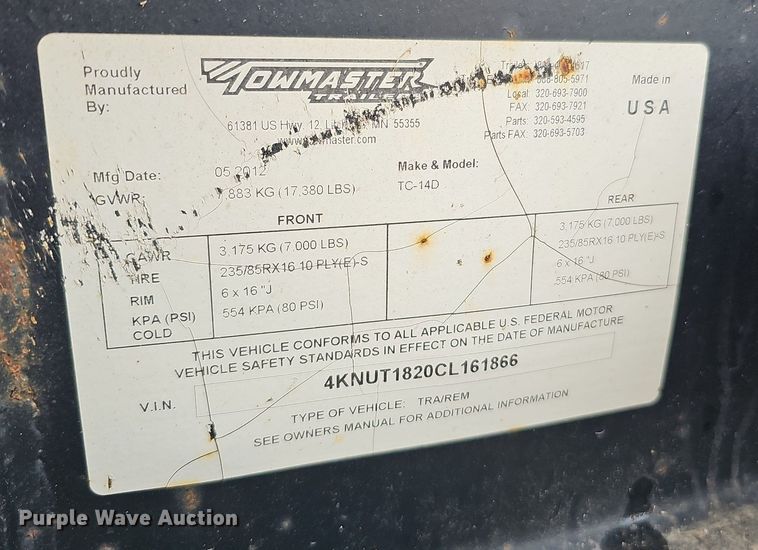 Proudly
Manufactured
By:
TOWMASTER
TRAILERS
61381 US Hwy. 12, MN 55355
Local: 320-693-7900
FAX: 320-693-7921
Parts: 320-593-4595
Parts FAX: 320-693-5703
Made in
USA
Mfg Date: 05 2012
Make & Model:
GVWR: 7,883 KG (17,380 LBS)
TC-14D
FRONT
REAR
GAWR 3,175 KG (7,000 LBS) 3,175 KG (7,000 LBS)
TIRE 235/85RX16 10 PLY(E)-S 235/85RX16 10 PLY(E)-S
RIM 6 x 16 "J 6 x 16 "J
KPA (PSI) 554 KPA (80 PSI) 554 KPA (80 PSI)
COLD
THIS VEHICLE CONFORMS TO ALL APPLICABLE U.S. FEDERAL MOTOR
VEHICLE SAFETY STANDARDS IN EFFECT ON THE DATE OF MANUFACTURE
V.I.N. 4KNUT1820CL161866
TYPE OF VEHICLE: TRA/REM
SEE OWNERS MANUAL FOR ADDITIONAL INFORMATION
Purple Wave Auction